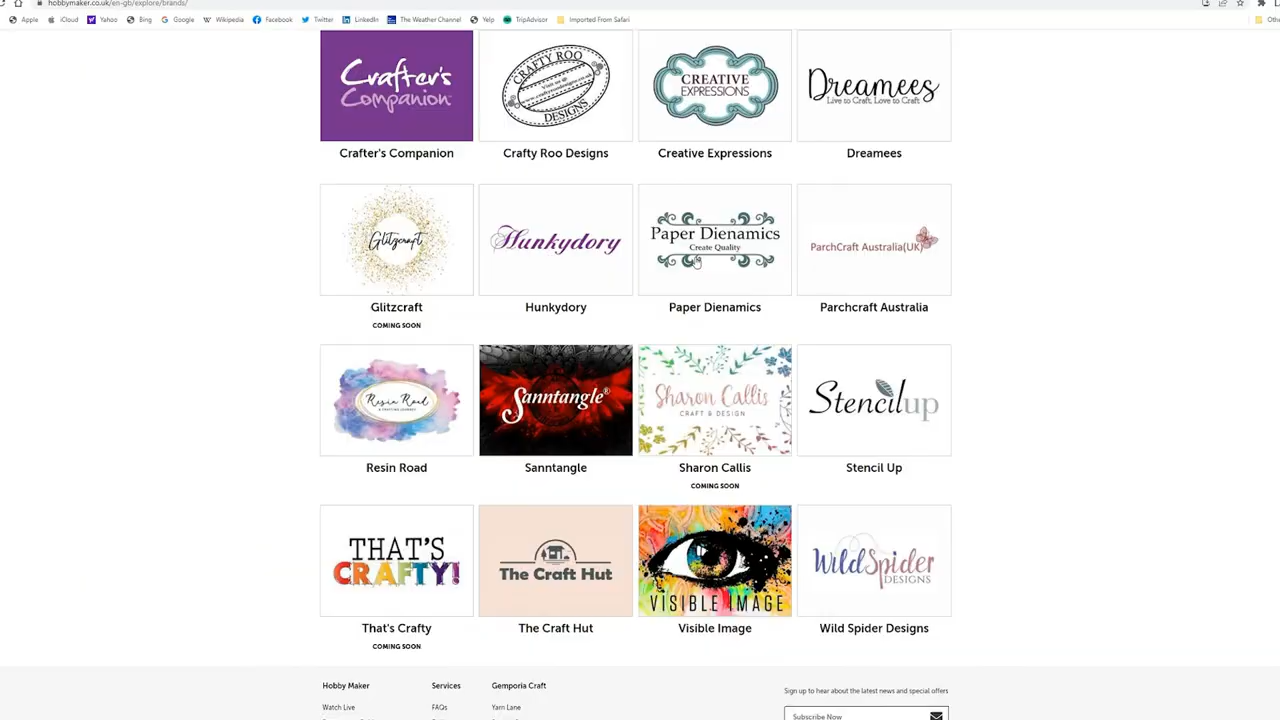 hobbymaker.co.uk/en-gb/explore/brands/
Apple iCloud Yahoo Bing Google Wikipedia Facebook Twitter LinkedIn The Weather Channel Yelp TripAdvisor Imported From Safari
Crafter's
Companion
CRAFTY ROO
DESIGNS
CREATIVE
EXPRESSIONS
Dreamees
Live to Craft, Love to Craft
Crafter's Companion
Crafty Roo Designs
Creative Expressions
Dreamees
Glitzcraft
Hunkydory
Paper Dienamics
Create Quality
ParchCraft Australia(UK)
Glitzcraft
COMING SOON
Hunkydory
Paper Dienamics
Parchcraft Australia
Resin Road
A CRAFTING JOURNEY
Sanntangle®
Sharon Callis
CRAFT & DESIGN
Stencilup
Resin Road
Sanntangle
Sharon Callis
COMING SOON
Stencil Up
THAT'S
CRAFTY!
The Craft Hut
VISIBLE IMAGE
WildSpider
DESIGNS
That's Crafty
COMING SOON
The Craft Hut
Visible Image
Wild Spider Designs
Hobby Maker
Services
Gemporia Craft
Sign up to hear about the latest news and special offers
Watch Live
FAQs
Yarn Lane
Subscribe Now